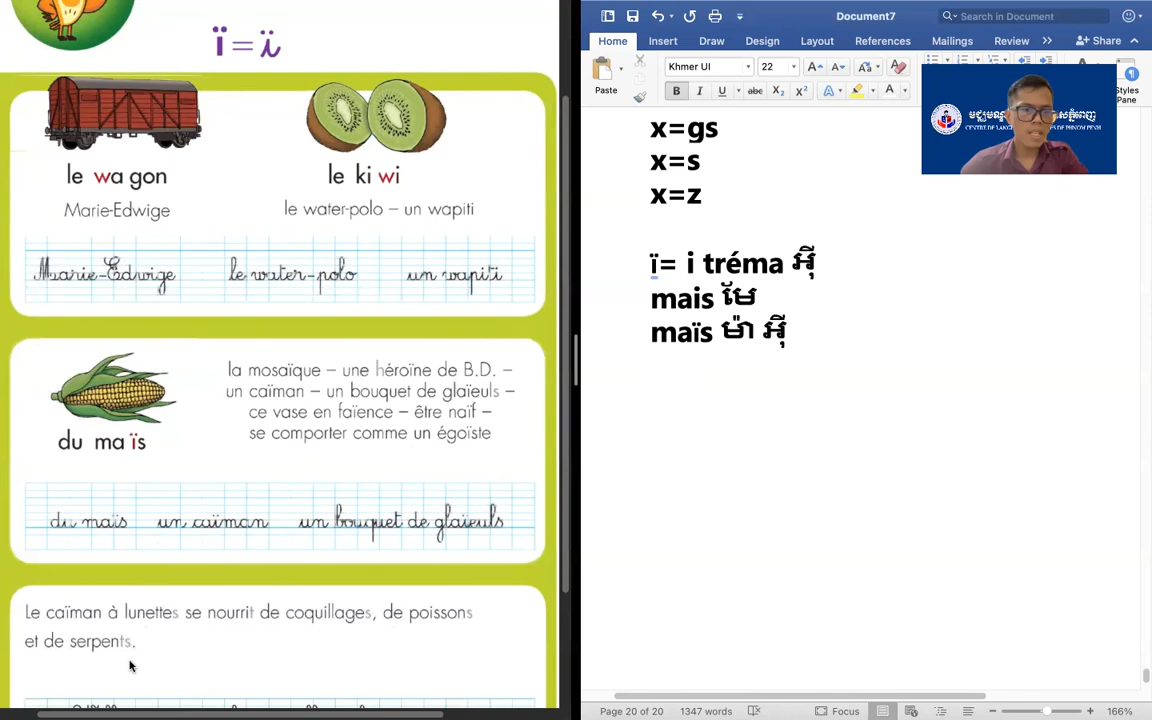 ï = ï
le wa gon
le ki wi
Marie-Edwige
le water-polo – un wapiti
Marie-Edwige le water-polo un wapiti
la mosaïque – une héroïne de B.D. –
un caïman – un bouquet de glaïeuls –
ce vase en faïence – être naïf –
se comporter comme un égoïste
du ma ïs
du maïs un caïman un bouquet de glaïeuls
Le caïman à lunettes se nourrit de coquillages, de poissons
et de serpents.
Document7
Search in Document
Home Insert Draw Design Layout References Mailings Review Share
Paste
Khmer UI 22
B I U abc X₂ X² A
Styles
Pane
x=gs
x=s
x=z
ï= i tréma អ៊ី
mais មែ
maïs ម៉ា អ៊ី
Page 20 of 20 1347 words Focus 166%